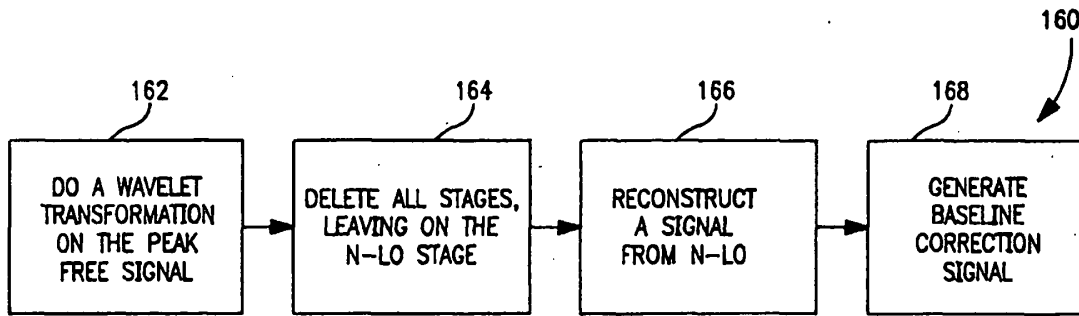 160
162
164
166
168
DO A WAVELET
TRANSFORMATION
ON THE PEAK
FREE SIGNAL
DELETE ALL STAGES,
LEAVING ON THE
N-LO STAGE
RECONSTRUCT
A SIGNAL
FROM N-LO
GENERATE
BASELINE
CORRECTION
SIGNAL